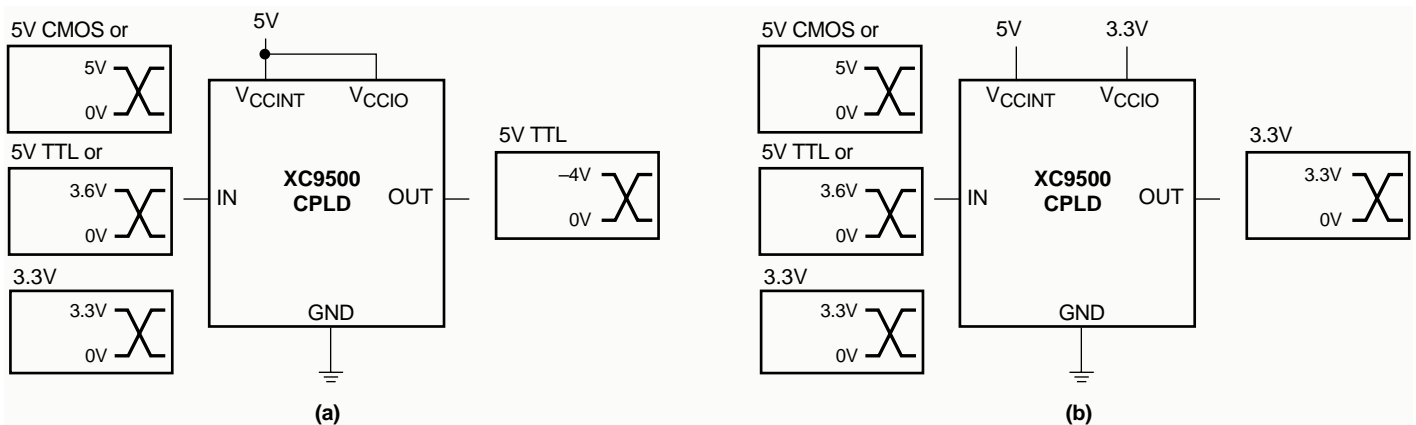 5V
5V CMOS or
5V
0V
VCCINT VCCIO
5V TTL or
3.6V
0V
IN
XC9500
CPLD
OUT
5V TTL
–4V
0V
3.3V
3.3V
0V
GND
(a)
5V 3.3V
5V CMOS or
5V
0V
VCCINT VCCIO
5V TTL or
3.6V
0V
IN
XC9500
CPLD
OUT
3.3V
3.3V
0V
3.3V
3.3V
0V
GND
(b)